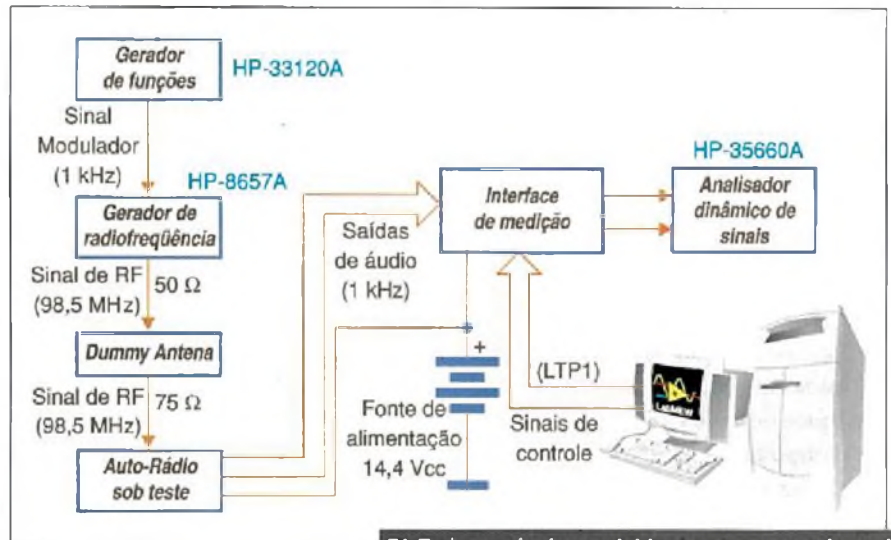 Gerador
de funções
HP-33120A
Sinal
Modulador
(1 kHz)
HP-8657A
Gerador de
radiofreqüência
Sinal de RF
(98,5 MHz)
50 Ω
Dummy Antena
Sinal de RF
(98,5 MHz)
75 Ω
Auto-Rádio
sob teste
Saídas
de áudio
(1 kHz)
Interface
de medição
HP-35660A
Analisador
dinâmico de
sinais
+
Fonte de
alimentação
14,4 Vcc
(LTP1)
Sinais de
controle
LabVIEW